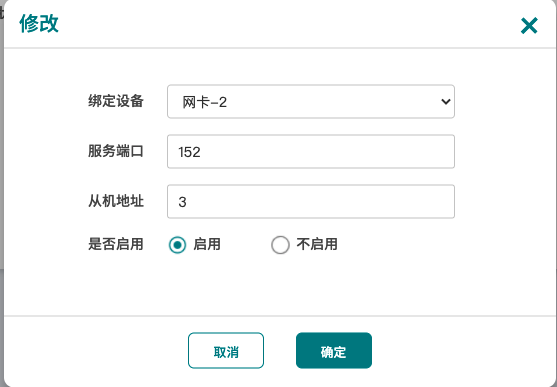 修改
绑定设备 网卡-2
服务端口 152
从机地址 3
是否启用 启用 不启用
取消 确定